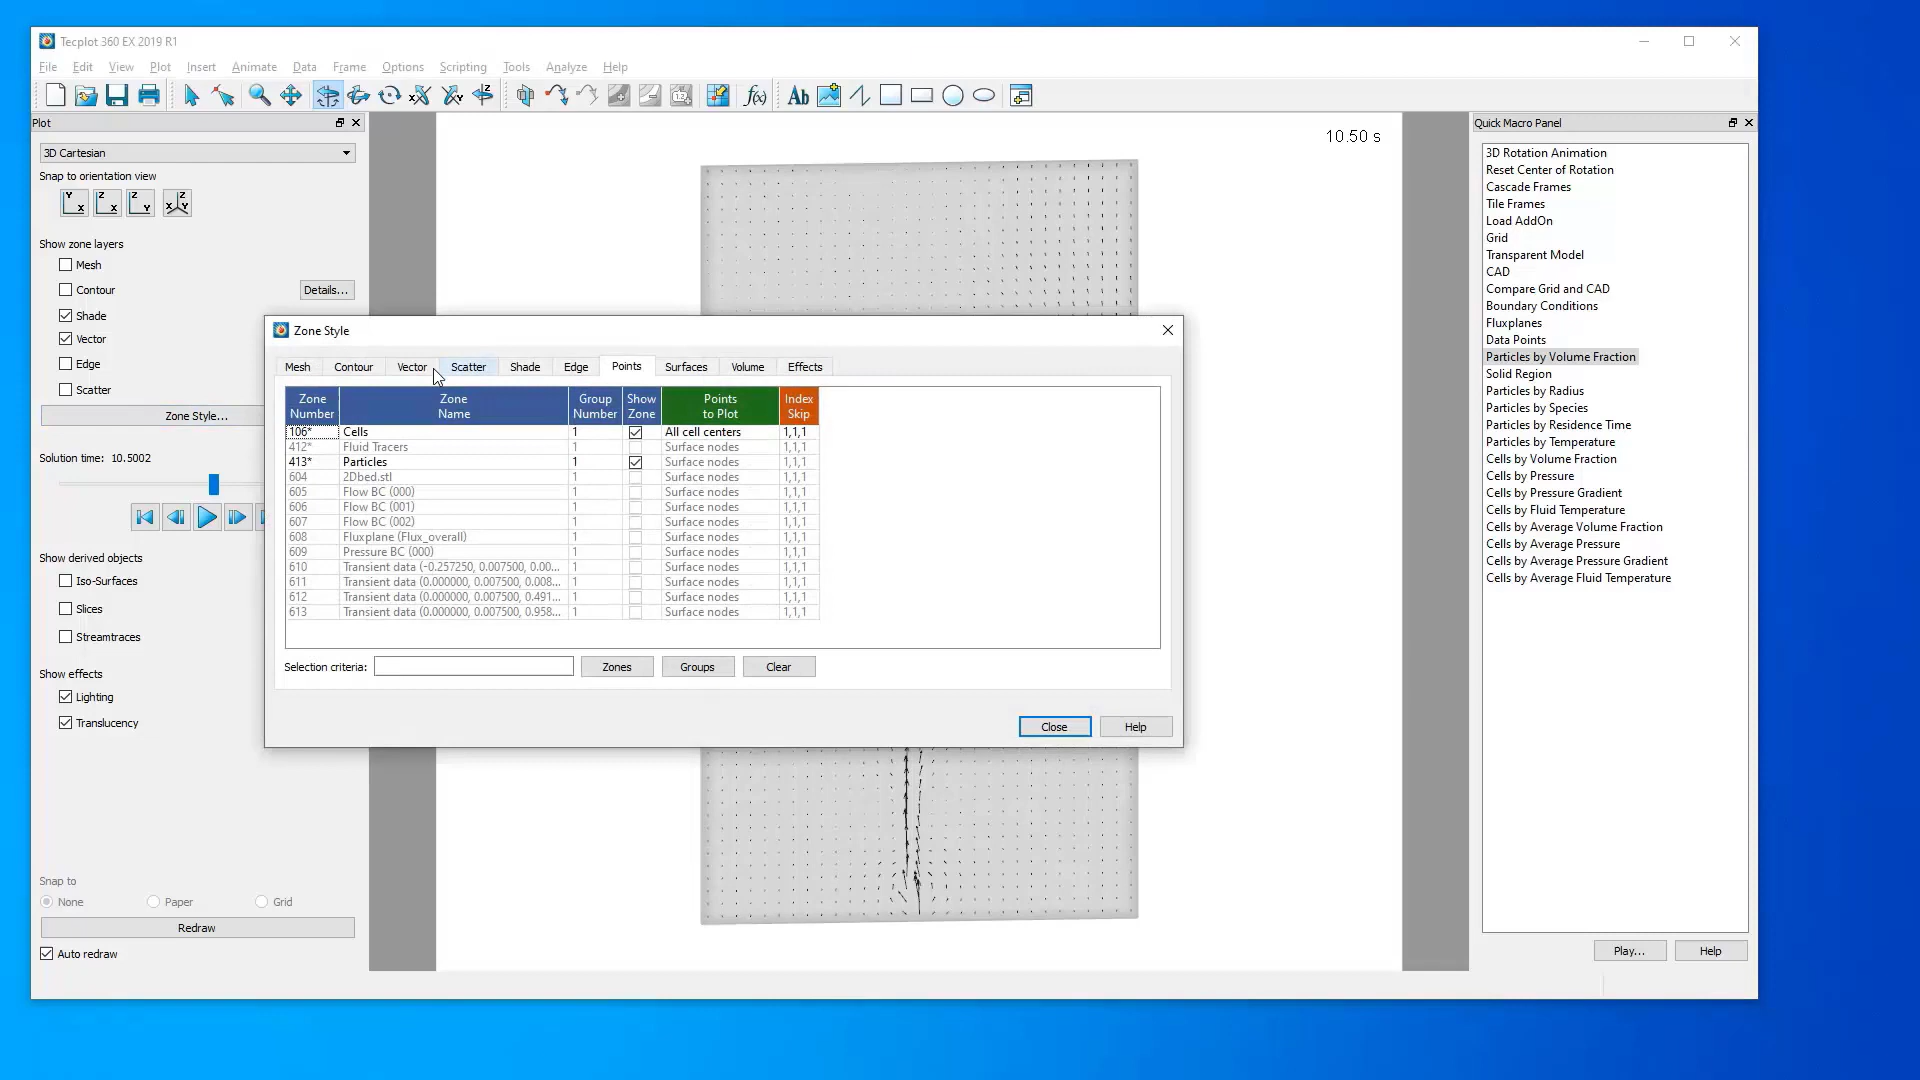 Tecplot 360 EX 2019 R1
File Edit View Plot Insert Animate Data Frame Options Scripting Tools Analyze Help
Plot
3D Cartesian
Snap to orientation view
Y X Z X Z Y Z X Y
Show zone layers
Mesh
Contour
Details...
Shade
Vector
Edge
Scatter
Zone Style...
Solution time: 10.5002
Show derived objects
Iso-Surfaces
Slices
Streamtraces
Show effects
Lighting
Translucency
Snap to
None Paper Grid
Redraw
Auto redraw
10.50 s
Zone Style
Mesh Contour Vector Scatter Shade Edge Points Surfaces Volume Effects
Zone Number Zone Name Group Number Show Zone Points to Plot Index Skip
106* Cells 1 All cell centers 1,1,1
412* Fluid Tracers 1 Surface nodes 1,1,1
413* Particles 1 Surface nodes 1,1,1
604 2Dbed.stl 1 Surface nodes 1,1,1
605 Flow BC (000) 1 Surface nodes 1,1,1
606 Flow BC (001) 1 Surface nodes 1,1,1
607 Flow BC (002) 1 Surface nodes 1,1,1
608 Fluxplane (Flux_overall) 1 Surface nodes 1,1,1
609 Pressure BC (000) 1 Surface nodes 1,1,1
610 Transient data (-0.257250, 0.007500, 0.00... 1 Surface nodes 1,1,1
611 Transient data (0.000000, 0.007500, 0.008... 1 Surface nodes 1,1,1
612 Transient data (0.000000, 0.007500, 0.491... 1 Surface nodes 1,1,1
613 Transient data (0.000000, 0.007500, 0.958... 1 Surface nodes 1,1,1
Selection criteria: Zones Groups Clear
Close Help
Quick Macro Panel
3D Rotation Animation
Reset Center of Rotation
Cascade Frames
Tile Frames
Load AddOn
Grid
Transparent Model
CAD
Compare Grid and CAD
Boundary Conditions
Fluxplanes
Data Points
Particles by Volume Fraction
Solid Region
Particles by Radius
Particles by Species
Particles by Residence Time
Particles by Temperature
Cells by Volume Fraction
Cells by Pressure
Cells by Pressure Gradient
Cells by Fluid Temperature
Cells by Average Volume Fraction
Cells by Average Pressure
Cells by Average Pressure Gradient
Cells by Average Fluid Temperature
Play... Help